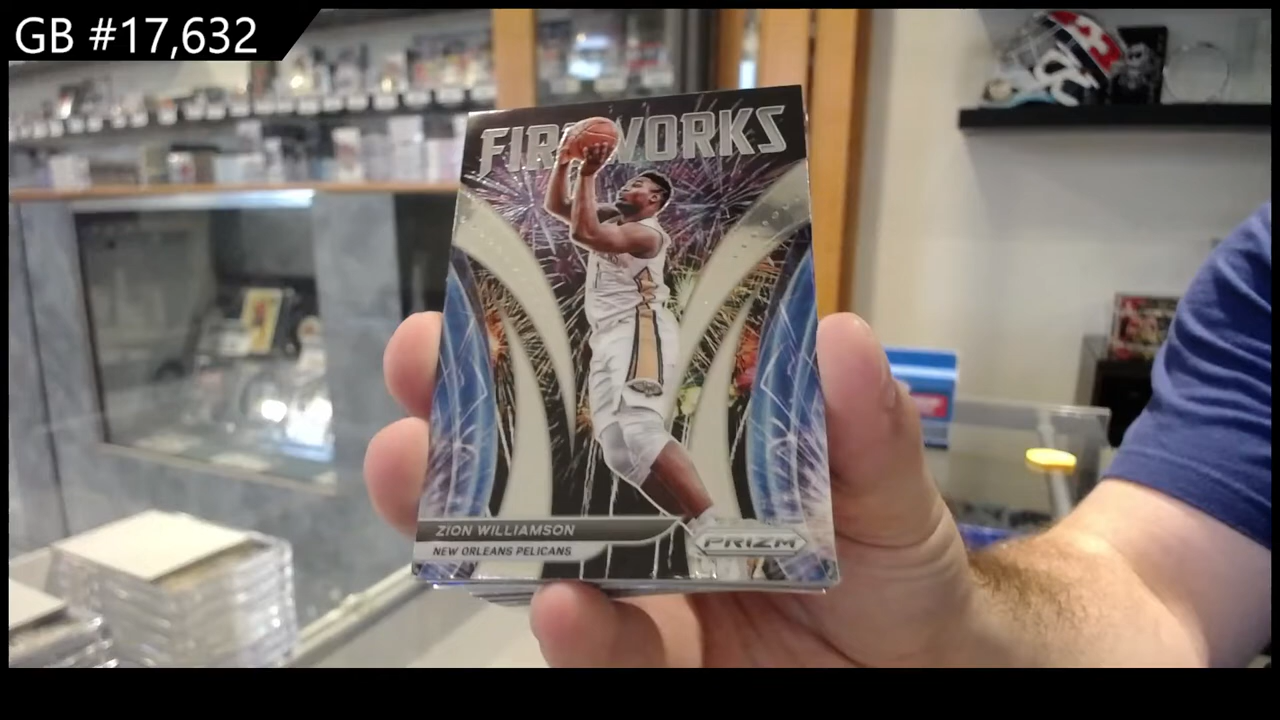 GB #17,632
FIREWORKS
ZION WILLIAMSON
NEW ORLEANS PELICANS
PRIZM